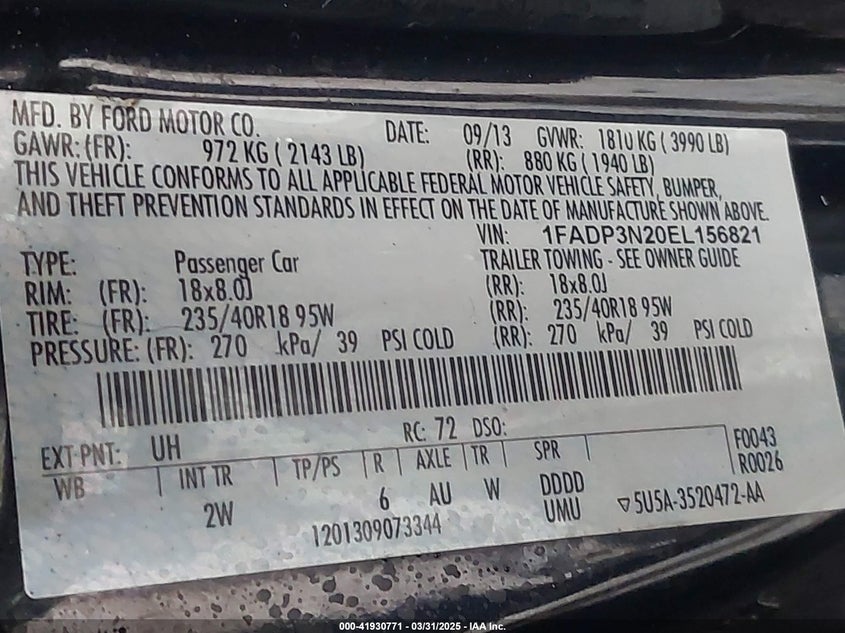 MFD. BY FORD MOTOR CO. DATE: 09/13 GVWR: 1810 KG ( 3990 LB)
GAWR: (FR): 972 KG ( 2143 LB) (RR): 880 KG ( 1940 LB)
THIS VEHICLE CONFORMS TO ALL APPLICABLE FEDERAL MOTOR VEHICLE SAFETY, BUMPER,
AND THEFT PREVENTION STANDARDS IN EFFECT ON THE DATE OF MANUFACTURE SHOWN ABOVE.
VIN: 1FADP3N20EL156821
TYPE: Passenger Car TRAILER TOWING - SEE OWNER GUIDE
RIM: (FR): 18x8.0J (RR): 18x8.0J
TIRE: (FR): 235/40R18 95W (RR): 235/40R18 95W
PRESSURE: (FR): 270 kPa/ 39 PSI COLD (RR): 270 kPa/ 39 PSI COLD
EXT PNT: UH RC: 72 DSO:
WB INT TR TP/PS R AXLE TR SPR F0043
R0026
2W 6 AU W DDDD
UMU
1201309073344 ▽5U5A-3520472-AA
000-41930771 - 03/31/2025 - IAA Inc.